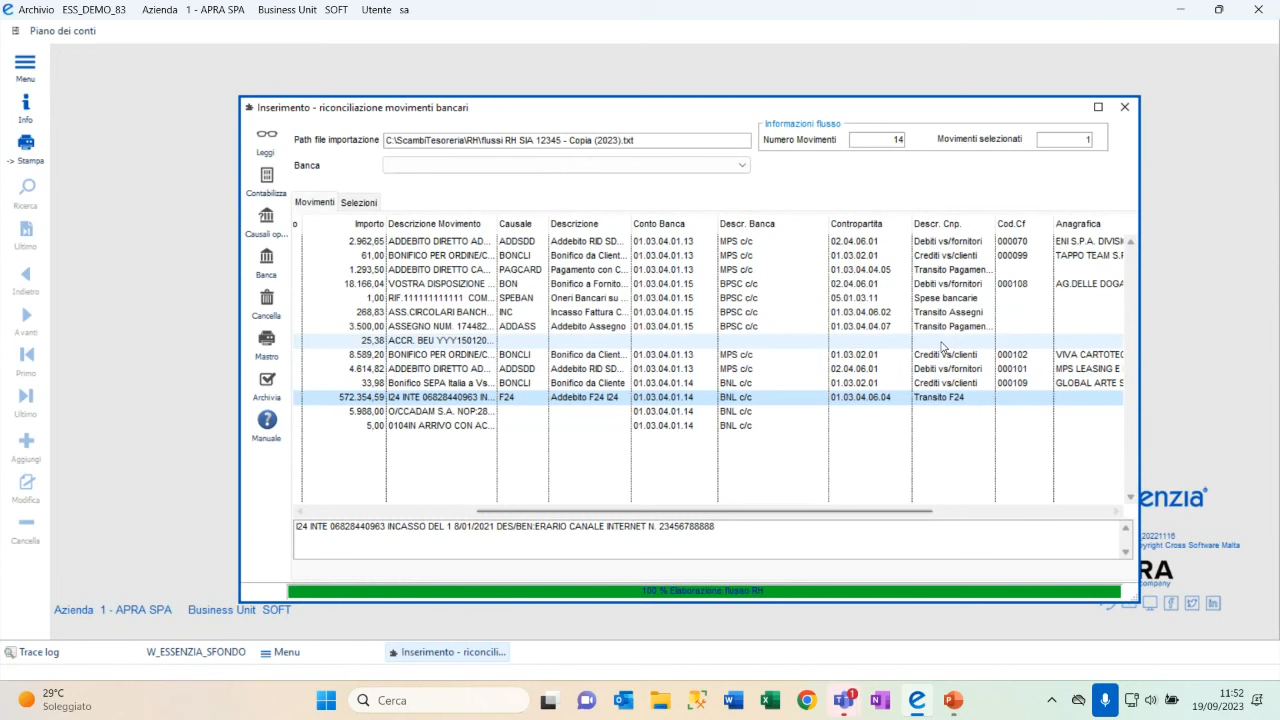 Archivio ESS_DEMO_83 Azienda 1 - APRA SPA Business Unit SOFT Utente sa
Piano dei conti
Menu
Info
-> Stampa
Ricerca
Ultimo
Indietro
Avanti
Primo
Ultimo
Aggiungi
Modifica
Cancella
Inserimento - riconciliazione movimenti bancari
Path file importazione C:\ScambiTesoreria\RH\flussi RH SIA 12345 - Copia (2023).txt
Informazioni flusso
Numero Movimenti 14 Movimenti selezionati 1
Banca
Leggi
Contabilizza
Causali op...
Banca
Cancella
Mastro
Archivia
Manuale
Movimenti Selezioni
o Importo Descrizione Movimento Causale Descrizione Conto Banca Descr. Banca Contropartita Descr. Cnp. Cod.Cf Anagrafica
2.962,65 ADDEBITO DIRETTO AD... ADDSDD Addebito RID SD... 01.03.04.01.13 MPS c/c 02.04.06.01 Debiti vs/fornitori 000070 ENI S.P.A. DIVISI
61,00 BONIFICO PER ORDINE/C... BONCLI Bonifico da Client... 01.03.04.01.13 MPS c/c 01.03.02.01 Crediti vs/clienti 000099 TAPPO TEAM S.R
1.293,50 ADDEBITO DIRETTO CA... PAGCARD Pagamento con C... 01.03.04.01.13 MPS c/c 01.03.04.04.05 Transito Pagamen...
18.166,04 VOSTRA DISPOSIZIONE ... BON Bonifico a Fornito... 01.03.04.01.15 BPSC c/c 02.04.06.01 Debiti vs/fornitori 000108 AG.DELLE DOGA
1,00 RIF.111111111111 COM... SPEBAN Oneri Bancari su ... 01.03.04.01.15 BPSC c/c 05.01.03.11 Spese bancarie
268,83 ASS.CIRCOLARI BANCH... INC Incasso Fattura C... 01.03.04.01.15 BPSC c/c 01.03.04.06.02 Transito Assegni
3.500,00 ASSEGNO NUM. 174482... ADDASS Addebito Assegno 01.03.04.01.15 BPSC c/c 01.03.04.04.07 Transito Pagamen...
25,38 ACCR. BEU YYY150120...
8.589,20 BONIFICO PER ORDINE/C... BONCLI Bonifico da Client... 01.03.04.01.13 MPS c/c 01.03.02.01 Crediti vs/clienti 000102 VIVA CARTOTEC
4.614,82 ADDEBITO DIRETTO AD... ADDSDD Addebito RID SD... 01.03.04.01.13 MPS c/c 02.04.06.01 Debiti vs/fornitori 000101 MPS LEASING E
33,98 Bonifico SEPA Italia a Vs... BONCLI Bonifico da Cliente 01.03.04.01.14 BNL c/c 01.03.02.01 Crediti vs/clienti 000109 GLOBAL ARTE S
572.354,59 I24 INTE 06828440963 IN... F24 Addebito F24 I24 01.03.04.01.14 BNL c/c 01.03.04.06.04 Transito F24
5.988,00 O/CCADAM S.A. NOP:28... 01.03.04.01.14 BNL c/c
5,00 0104IN ARRIVO CON AC... 01.03.04.01.14 BNL c/c
I24 INTE 06828440963 INCASSO DEL 1 8/01/2021 DES/BEN:ERARIO CANALE INTERNET N. 23456788888
100 % Elaborazione flusso RH
enzia
20221116
yright Cross Software Malta
RA
company
Azienda 1 - APRA SPA Business Unit SOFT
Trace log W_ESSENZIA_SFONDO Menu Inserimento - riconcili...
29°C
Soleggiato
Cerca
1
11:52
19/09/2023